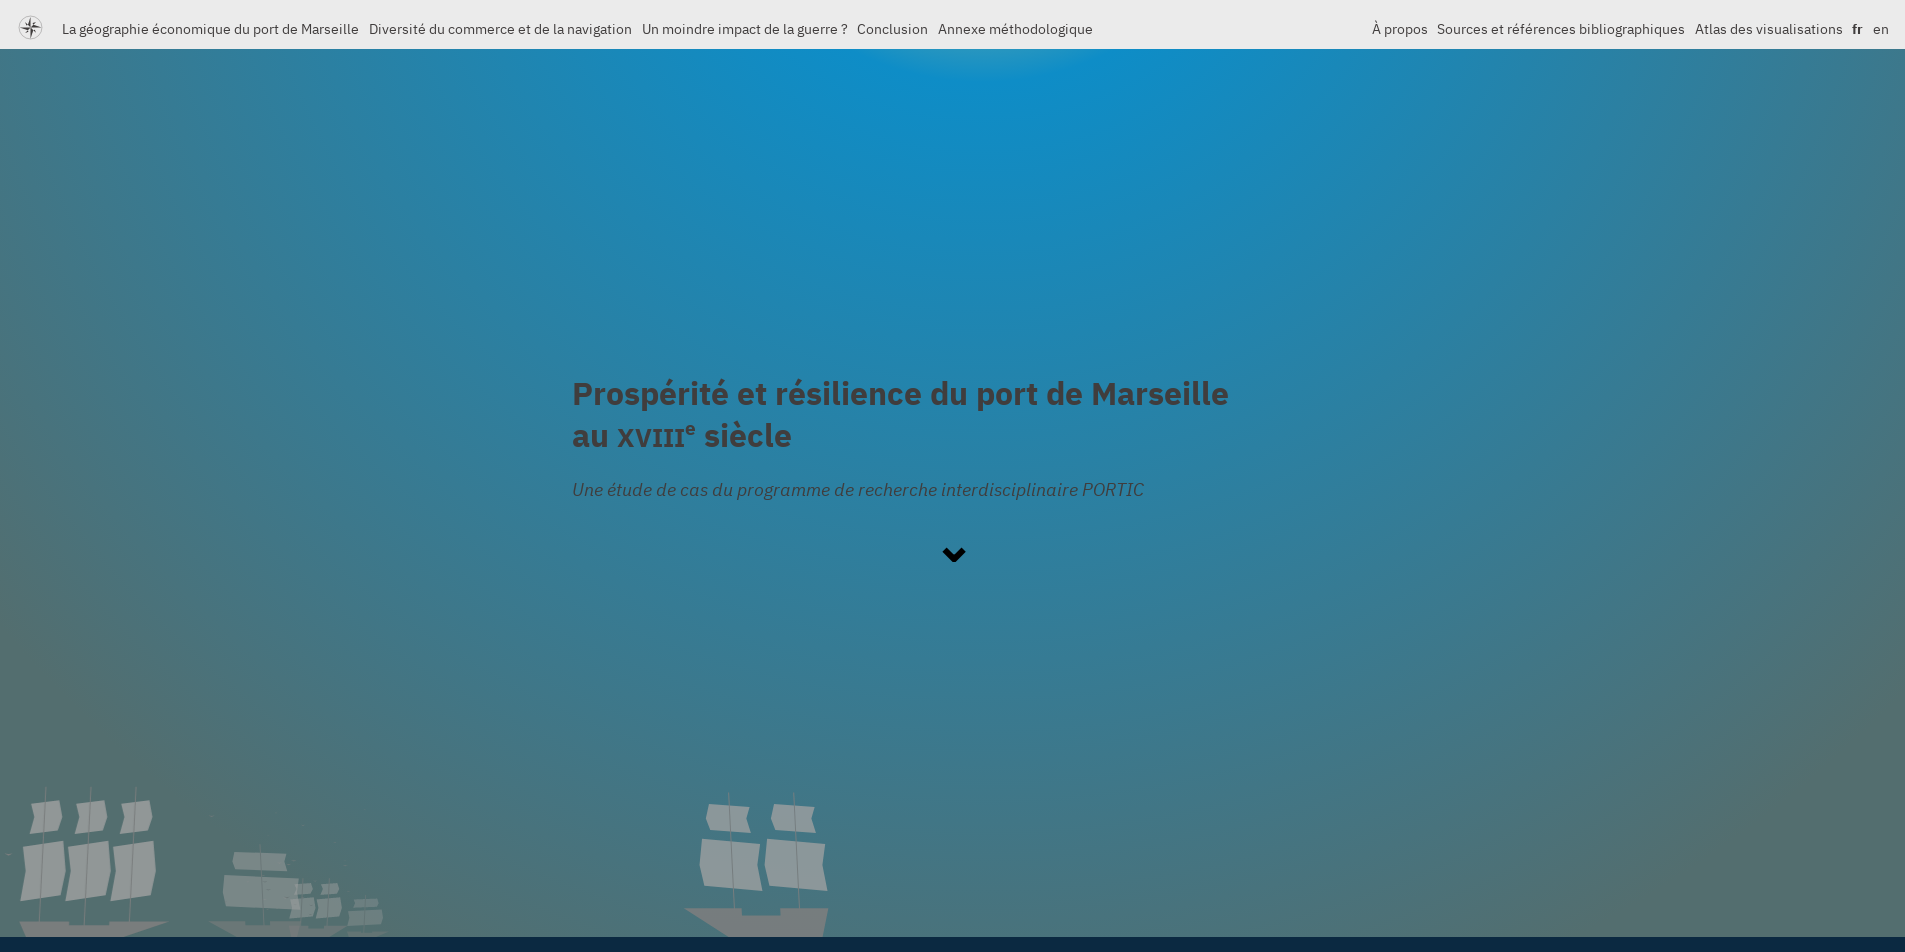 La géographie économique du port de Marseille Diversité du commerce et de la navigation Un moindre impact de la guerre ? Conclusion Annexe méthodologique À propos Sources et références bibliographiques Atlas des visualisations fr en
Prospérité et résilience du port de Marseille
au XVIIIe siècle
Une étude de cas du programme de recherche interdisciplinaire PORTIC